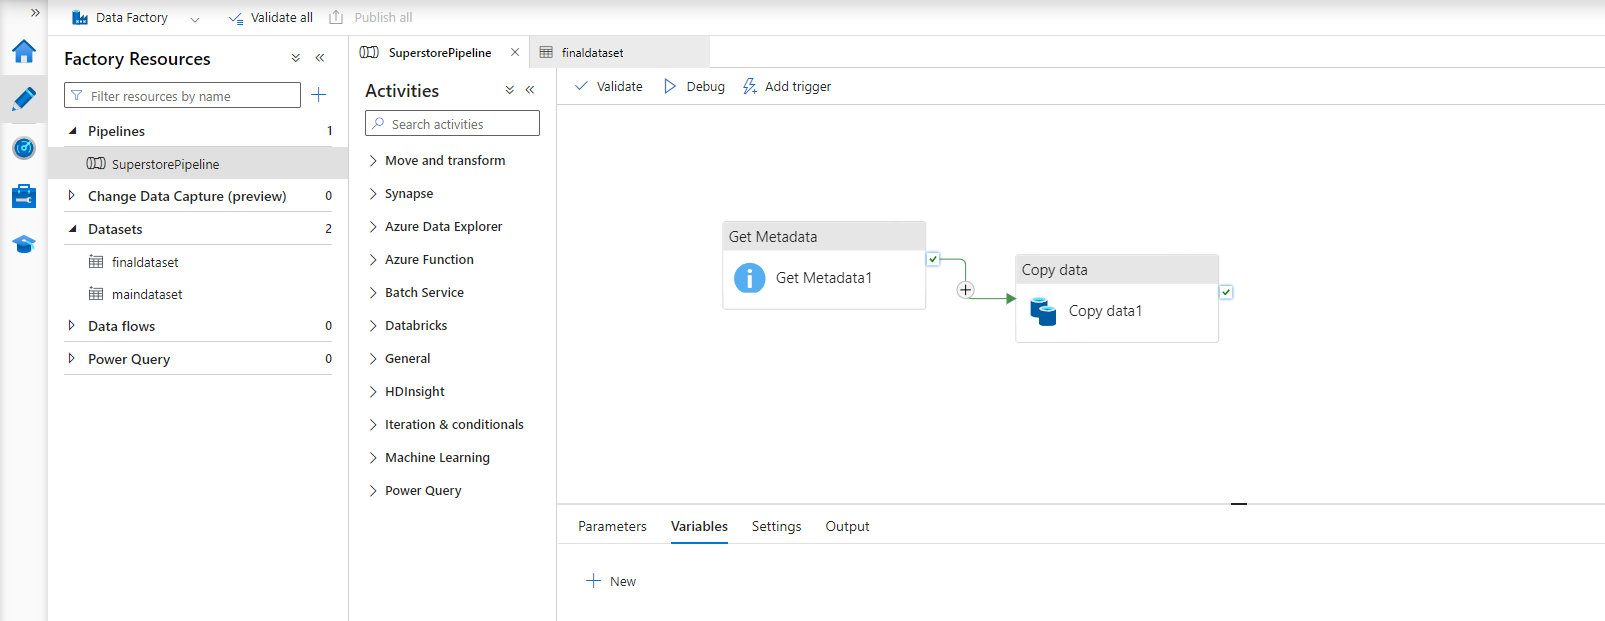 Data Factory
Validate all
Publish all
Factory Resources
Filter resources by name
Pipelines 1
SuperstorePipeline
Change Data Capture (preview) 0
Datasets 2
finaldataset
maindataset
Data flows 0
Power Query 0
SuperstorePipeline
finaldataset
Activities
Search activities
Move and transform
Synapse
Azure Data Explorer
Azure Function
Batch Service
Databricks
General
HDInsight
Iteration & conditionals
Machine Learning
Power Query
Validate Debug Add trigger
Get Metadata
Get Metadata1
Copy data
Copy data1
Parameters Variables Settings Output
New